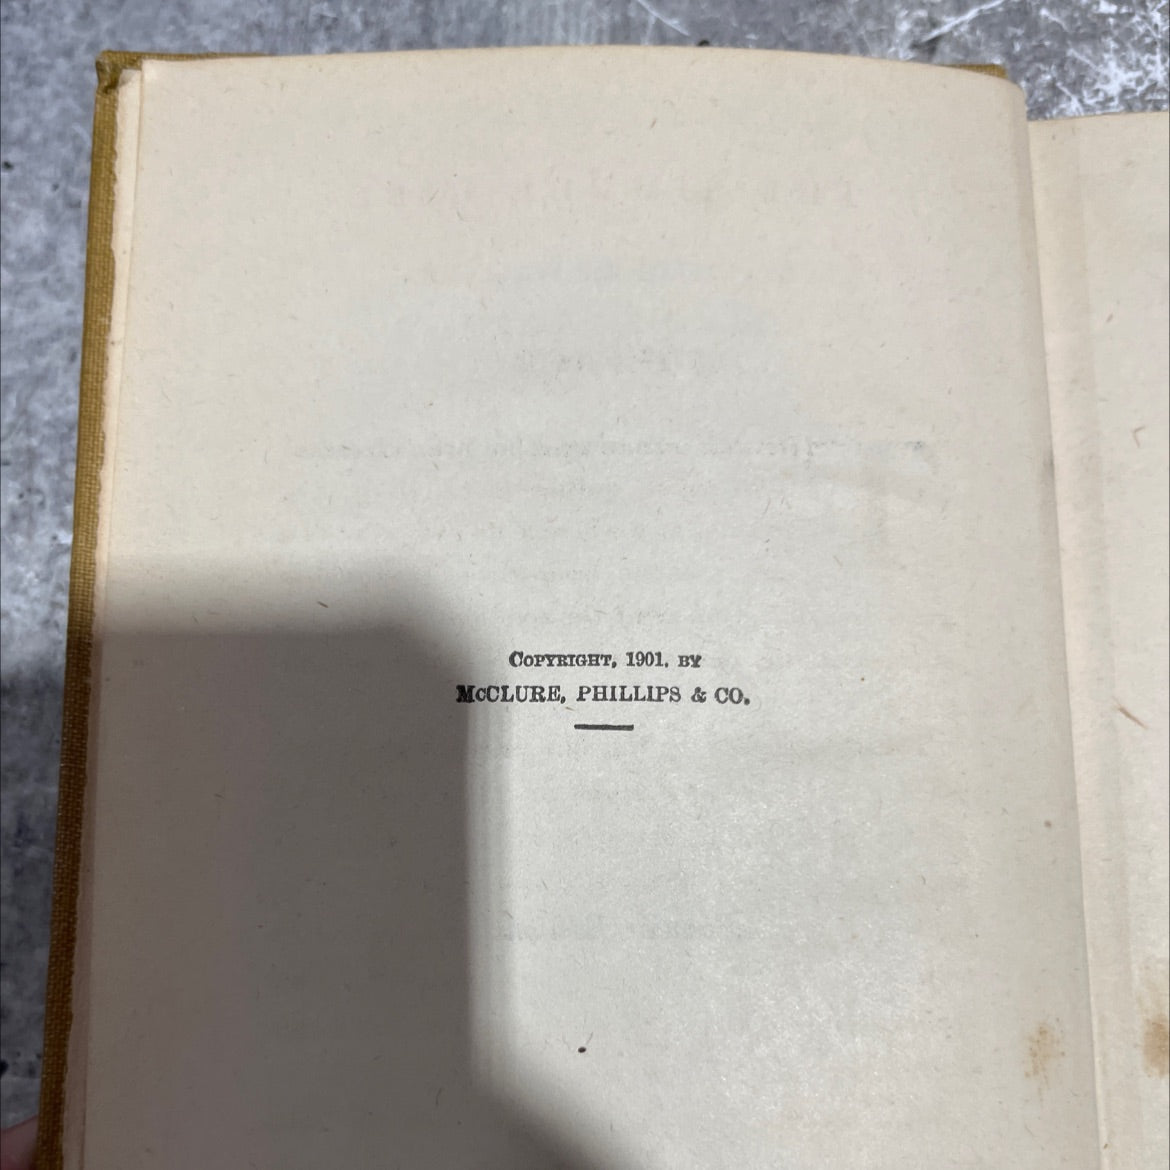 Copyright, 1901, by
McCLURE, PHILLIPS & CO.